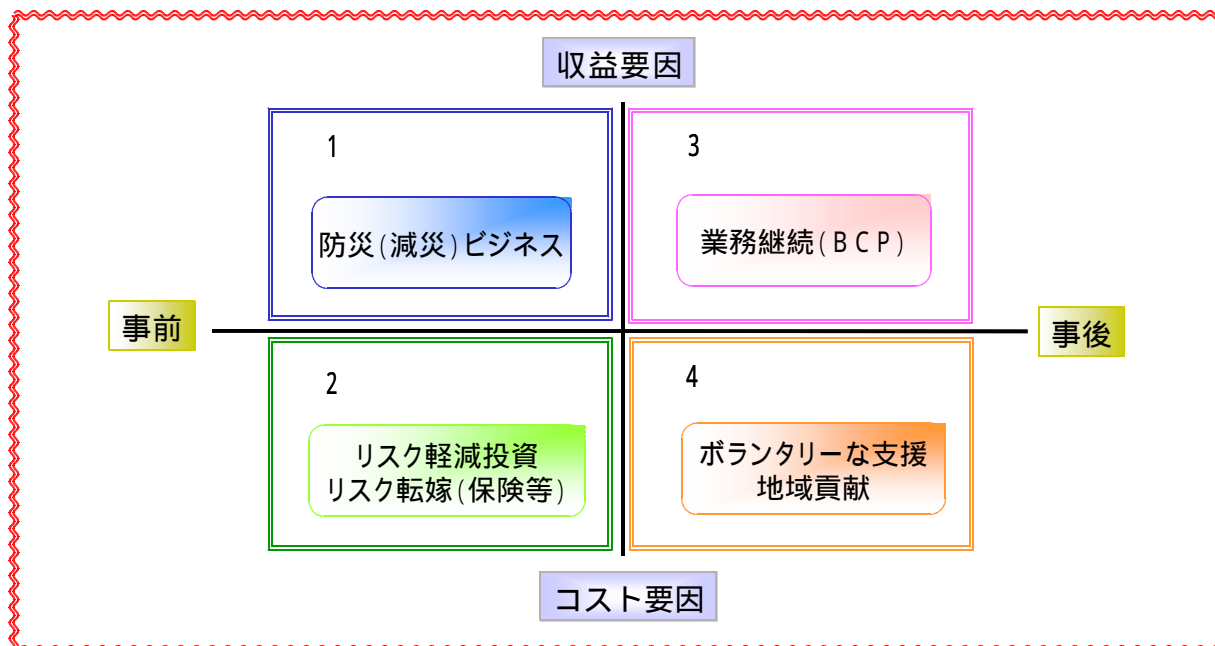 収益要因
1
防災(減災)ビジネス
3
業務継続(BCP)
事前
事後
2
リスク軽減投資
リスク転嫁(保険等)
4
ボランタリーな支援
地域貢献
コスト要因